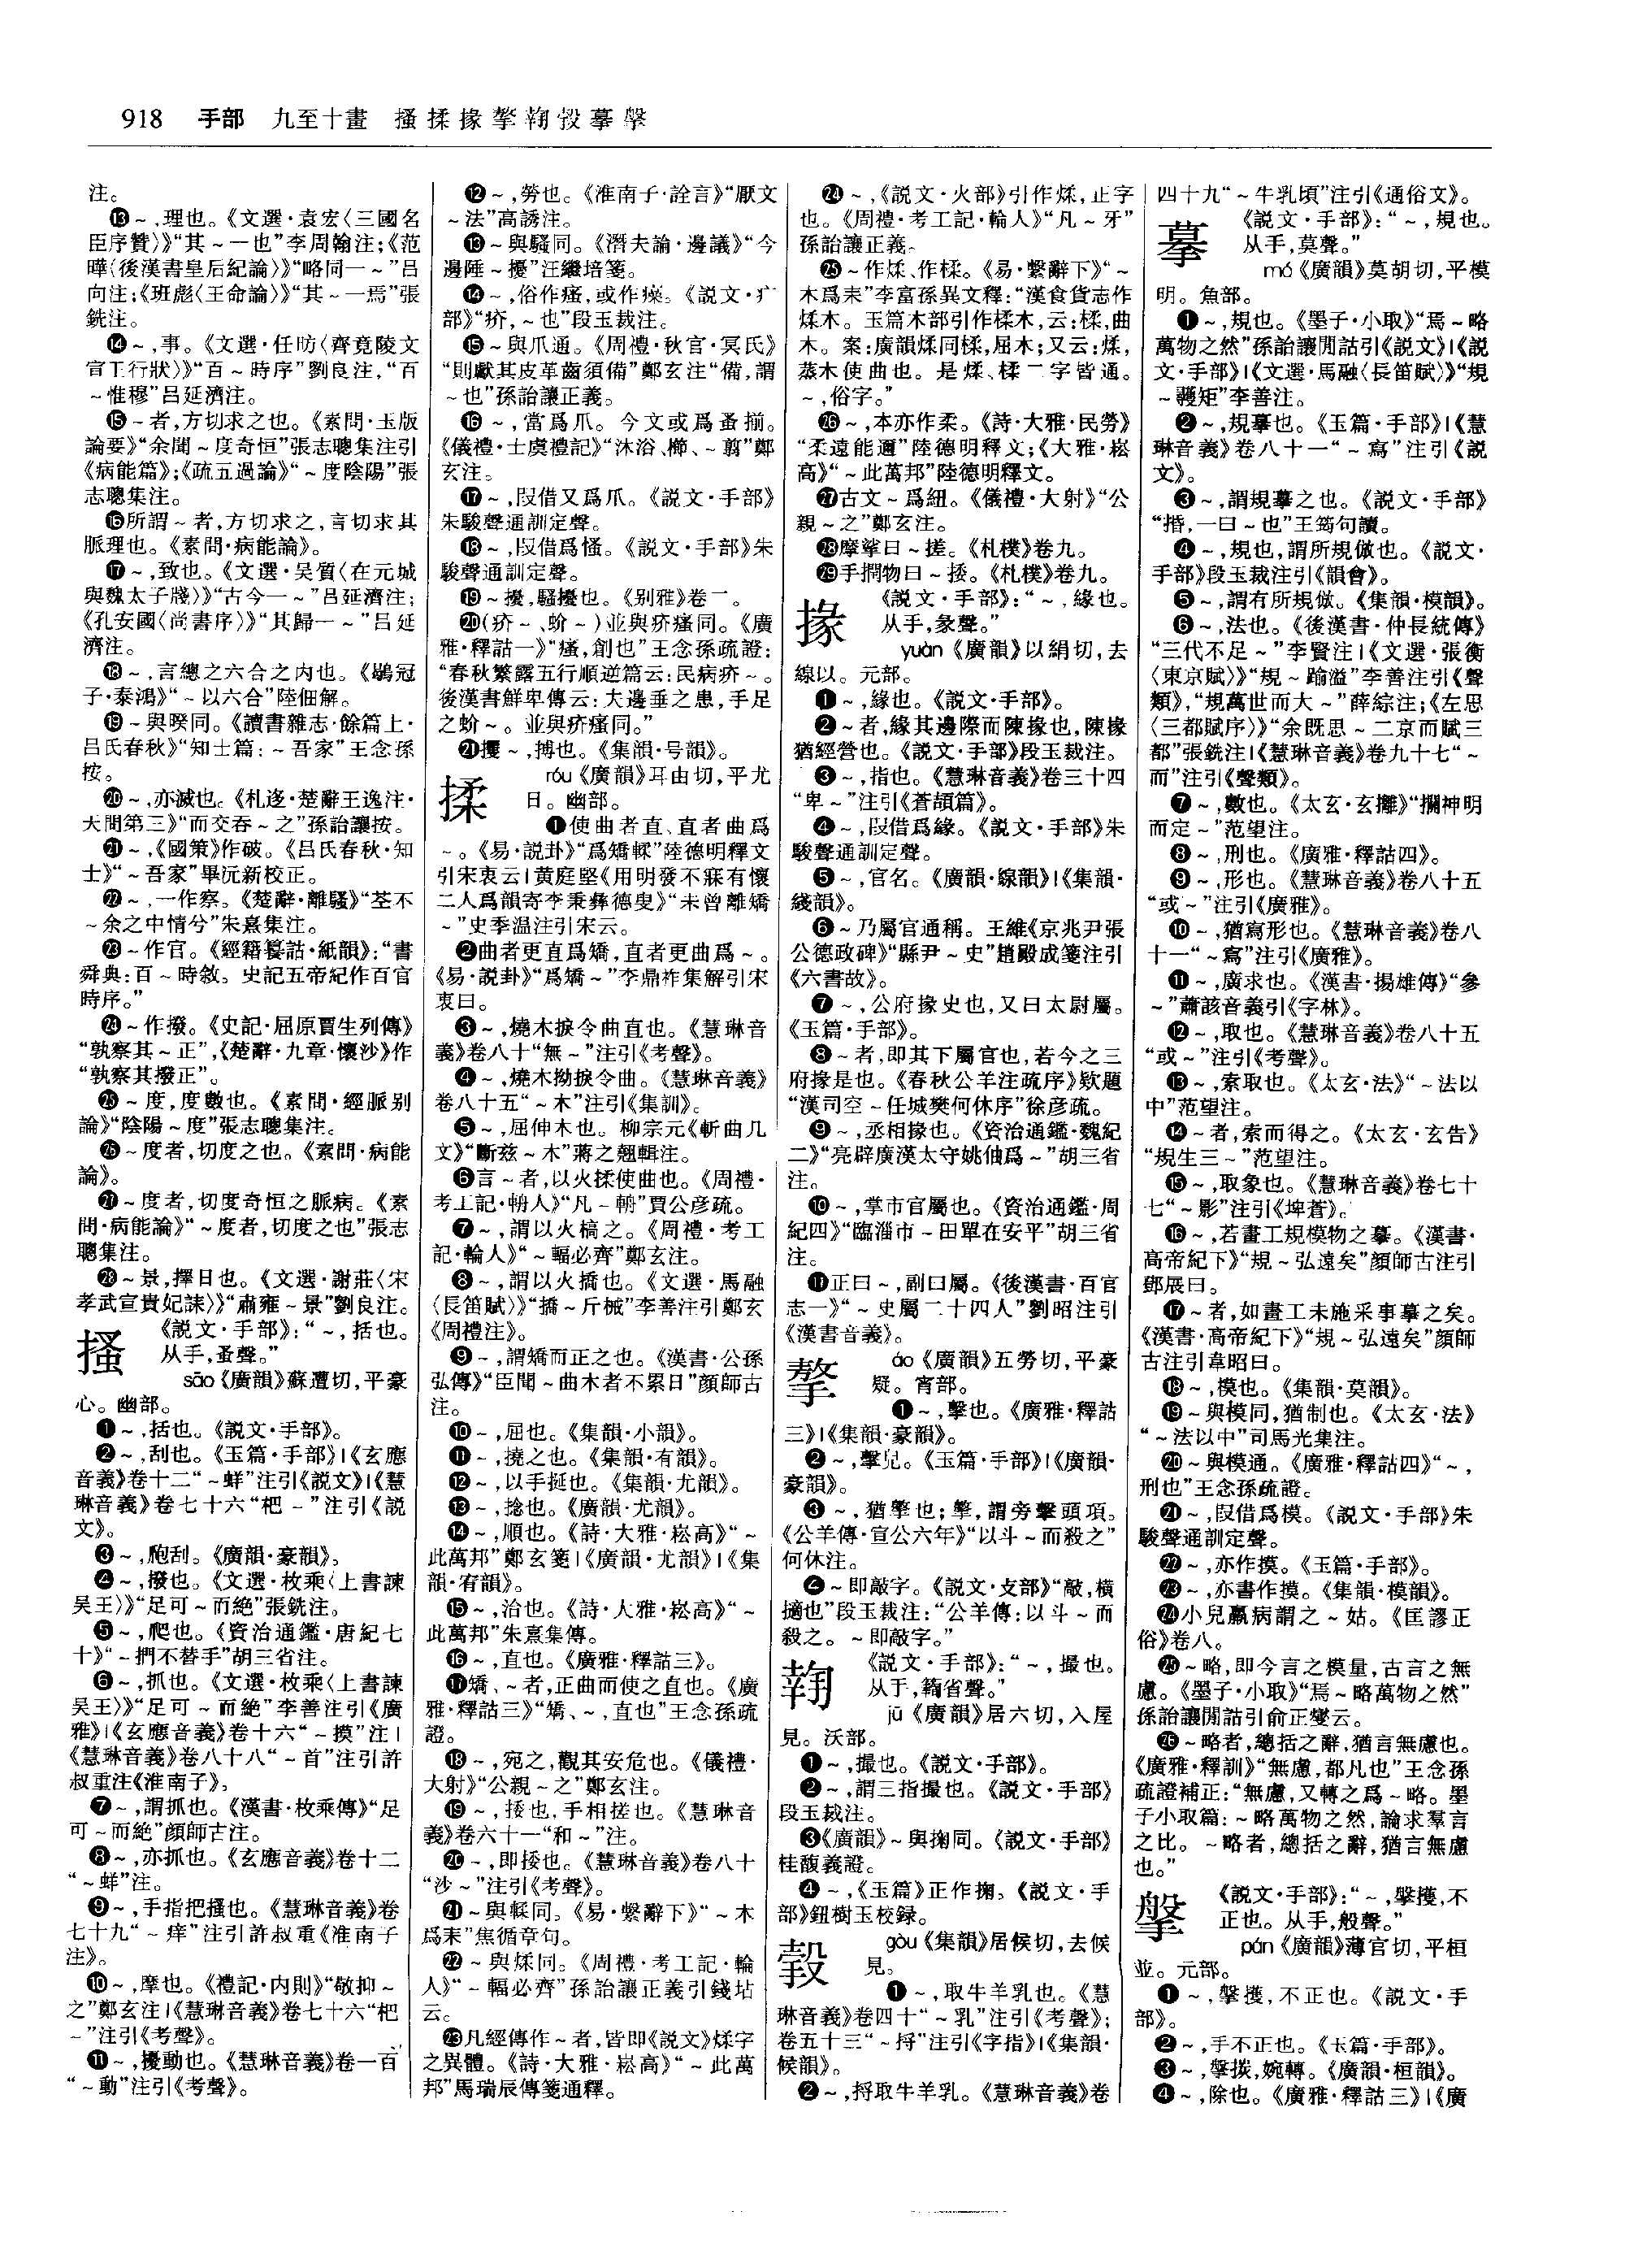 918 手部 九至十畫 搔揉掾摮㩋㝅摹搫
注。
⓭～,理也。《文選·袁宏〈三國名
臣序贊〉》“其～一也”李周翰注;《范
曄〈後漢書皇后紀論〉》“略同一～”吕
向注;《班彪〈王命論〉》“其～一焉”張
銑注。
⓮～,事。《文選·任昉〈齊竟陵文
宣王行狀〉》“百～時序”劉良注,“百
～惟穆”吕延濟注。
⓯～者,方切求之也。《素問·玉版
論要》“余聞～度奇恒”張志聰集注引
《病能篇》;《疏五過論》“～度陰陽”張
志聰集注。
⓰所謂～者,方切求之,言切求其
脈理也。《素問·病能論》。
⓱～,致也。《文選·吴質〈在元城
與魏太子牋〉》“古今一～”吕延濟注;
《孔安國〈尚書序〉》“其歸一～”吕延
濟注。
⓲～,言總之六合之内也。《鶡冠
子·泰鴻》“～以六合”陸佃解。
⓳～與睽同。《讀書雜志·餘篇上·
吕氏春秋》“知士篇:～吾家”王念孫
按。
⓴～,亦滅也。《札迻·楚辭王逸注·
天問第三》“而交吞～之”孫詒讓按。
㉑～,《國策》作破。《吕氏春秋·知
士》“～吾家”畢沅新校正。
㉒～,一作察。《楚辭·離騷》“荃不
～余之中情兮”朱熹集注。
㉓～作官。《經籍籑詁·紙韻》:“書
舜典:百～時敘。史記五帝紀作百官
時序。”
㉔～作撥。《史記·屈原賈生列傳》
“孰察其～正”,《楚辭·九章·懷沙》作
“孰察其撥正”。
㉕～度,度數也。《素問·經脈别
論》“陰陽～度”張志聰集注。
㉖～度者,切度之也。《素問·病能
論》。
㉗～度者,切度奇恒之脈病。《素
問·病能論》“～度者,切度之也”張志
聰集注。
㉘～景,擇日也。《文選·謝莊〈宋
孝武宣貴妃誄〉》“肅雍～景”劉良注。
搔
《説文·手部》:“～,括也。
从手,蚤聲。”
sāo《廣韻》蘇遭切,平豪
心。幽部。
❶～,括也。《説文·手部》。
❷～,刮也。《玉篇·手部》|《玄應
音義》卷十二“～蛘”注引《説文》|《慧
琳音義》卷七十六“杷～”注引《説
文》。
❸～,爮刮。《廣韻·豪韻》。
❹～,撥也。《文選·枚乘〈上書諫
吴王〉》“足可～而絶”張銑注。
❺～,爬也。《資治通鑑·唐紀七
十》“～捫不替手”胡三省注。
❻～,抓也。《文選·枚乘〈上書諫
吴王〉》“足可～而絶”李善注引《廣
雅》|《玄應音義》卷十六“～摸”注|
《慧琳音義》卷八十八“～首”注引許
叔重注《淮南子》。
❼～,謂抓也。《漢書·枚乘傳》“足
可～而絶”顔師古注。
❽～,亦抓也。《玄應音義》卷十二
“～蛘”注。
❾～,手指把搔也。《慧琳音義》卷
七十九“～痒”注引許叔重《淮南子
注》。
❿～,摩也。《禮記·内則》“敬抑～
之”鄭玄注|《慧琳音義》卷七十六“杷
～”注引《考聲》。
⓫～,擾動也。《慧琳音義》卷一百
“～動”注引《考聲》。
⓬～,勞也。《淮南子·詮言》“厭文
～法”高誘注。
⓭～與騷同。《潛夫論·邊議》“今
邊陲～擾”汪繼培箋。
⓮～,俗作瘙,或作㿋。《説文·疒
部》“疥,～也”段玉裁注。
⓯～與爪通。《周禮·秋官·冥氏》
“則獻其皮革齒須備”鄭玄注“備,謂
～也”孫詒讓正義。
⓰～,當爲爪。今文或爲蚤揃。
《儀禮·士虞禮記》“沐浴、櫛、～翦”鄭
玄注。
⓱～,叚借又爲爪。《説文·手部》
朱駿聲通訓定聲。
⓲～,叚借爲慅。《説文·手部》朱
駿聲通訓定聲。
⓳～擾,騷擾也。《别雅》卷二。
⓴(疥～、蚧～)並與疥瘙同。《廣
雅·釋詁一》“瘙,創也”王念孫疏證:
“春秋繁露五行順逆篇云:民病疥～。
後漢書鮮卑傳云:大邊垂之患,手足
之蚧～。並與疥瘙同。”
㉑擾～,搏也。《集韻·号韻》。
揉
róu《廣韻》耳由切,平尤
日。幽部。
❶使曲者直、直者曲爲
～。《易·説卦》“爲矯輮”陸德明釋文
引宋衷云|黄庭堅《用明發不寐有懷
二人爲韻寄李秉彝德叟》“未曾離矯
～”史季温注引宋云。
❷曲者更直爲矯,直者更曲爲～。
《易·説卦》“爲矯～”李鼎祚集解引宋
衷曰。
❸～,燒木捩令曲直也。《慧琳音
義》卷八十“無～”注引《考聲》。
❹～,燒木拗捩令曲。《慧琳音義》
卷八十五“～木”注引《集訓》。
❺～,屈伸木也。柳宗元《斬曲几
文》“斷兹～木”蔣之翹輯注。
❻言～者,以火揉使曲也。《周禮·
考工記·輈人》“凡～輈”賈公彦疏。
❼～,謂以火槁之。《周禮·考工
記·輪人》“～輻必齊”鄭玄注。
❽～,謂以火撟也。《文選·馬融
〈長笛賦〉》“撟～斤械”李善注引鄭玄
《周禮注》。
❾～,謂矯而正之也。《漢書·公孫
弘傳》“臣聞～曲木者不累日”顔師古
注。
❿～,屈也。《集韻·小韻》。
⓫～,撓之也。《集韻·有韻》。
⓬～,以手挻也。《集韻·尤韻》。
⓭～,捻也。《廣韻·尤韻》。
⓮～,順也。《詩·大雅·崧高》“～
此萬邦”鄭玄箋|《廣韻·尤韻》|《集
韻·有韻》。
⓯～,治也。《詩·大雅·崧高》“～
此萬邦”朱熹集傳。
⓰～,直也。《廣雅·釋詁三》。
⓱矯、～者,正曲而使之直也。《廣
雅·釋詁三》“矯、～,直也”王念孫疏
證。
⓲～,宛之,觀其安危也。《儀禮·
大射》“公親～之”鄭玄注。
⓳～,捼也,手相搓也。《慧琳音
義》卷六十一“和～”注。
⓴～,即捼也。《慧琳音義》卷八十
“沙～”注引《考聲》。
㉑～與輮同。《易·繫辭下》“～木
爲耒”焦循章句。
㉒～與煣同。《周禮·考工記·輪
人》“～輻必齊”孫詒讓正義引錢坫
云。
㉓凡經傳作～者,皆即《説文》煣字
之異體。《詩·大雅·崧高》“～此萬
邦”馬瑞辰傳箋通釋。
㉔～,《説文·火部》引作煣,正字
也。《周禮·考工記·輪人》“凡～牙”
孫詒讓正義。
㉕～作煣、作楺。《易·繫辭下》“～
木爲耒”李富孫異文釋:“漢食貨志作
煣木。玉篇木部引作楺木,云:楺,曲
木。案:廣韻煣同楺,屈木;又云:煣,
蒸木使曲也。是煣、楺二字皆通。
～,俗字。”
㉖～,本亦作柔。《詩·大雅·民勞》
“柔遠能邇”陸德明釋文;《大雅·崧
高》“～此萬邦”陸德明釋文。
㉗古文～爲紐。《儀禮·大射》“公
親～之”鄭玄注。
㉘摩挲曰～搓。《札樸》卷九。
㉙手撋物曰～捼。《札樸》卷九。
掾
《説文·手部》:“～,緣也。
从手,彖聲。”
yuàn《廣韻》以絹切,去
線以。元部。
❶～,緣也。《説文·手部》。
❷～者,緣其邊際而陳掾也,陳掾
猶經營也。《説文·手部》段玉裁注。
❸～,指也。《慧琳音義》卷三十四
“卑～”注引《蒼頡篇》。
❹～,叚借爲緣。《説文·手部》朱
駿聲通訓定聲。
❺～,官名。《廣韻·線韻》|《集韻·
綫韻》。
❻～乃屬官通稱。王維《京兆尹張
公德政碑》“縣尹～史”趙殿成箋注引
《六書故》。
❼～,公府掾史也,又曰太尉屬。
《玉篇·手部》。
❽～者,即其下屬官也,若今之三
府掾是也。《春秋公羊注疏序》欵題
“漢司空～任城樊何休序”徐彦疏。
❾～,丞相掾也。《資治通鑑·魏紀
二》“亮辟廣漢太守姚伷爲～”胡三省
注。
❿～,掌市官屬也。《資治通鑑·周
紀四》“臨淄市～田單在安平”胡三省
注。
⓫正曰～,副曰屬。《後漢書·百官
志一》“～史屬二十四人”劉昭注引
《漢書音義》。
摮
áo《廣韻》五勞切,平豪
疑。宵部。
❶～,擊也。《廣雅·釋詁
三》|《集韻·豪韻》。
❷～,擊皃。《玉篇·手部》|《廣韻·
豪韻》。
❸～,猶擎也;擎,謂旁擊頭項。
《公羊傳·宣公六年》“以斗～而殺之”
何休注。
❹～即敲字。《説文·攴部》“敲,横
擿也”段玉裁注:“公羊傳:以斗～而
殺之。～即敲字。”
《説文·手部》:“～,撮也。
从手,省聲。”
jū《廣韻》居六切,入屋
見。沃部。
❶～,撮也。《説文·手部》。
❷～,謂三指撮也。《説文·手部》
段玉裁注。
❸《廣韻》～與掬同。《説文·手部》
桂馥義證。
❹～,《玉篇》正作掬。《説文·手
部》鈕樹玉校録。
gòu《集韻》居候切,去候
見。
❶～,取牛羊乳也。《慧
琳音義》卷四十“～乳”注引《考聲》;
卷五十三“～捋”注引《字指》|《集韻·
候韻》。
❷～,捋取牛羊乳。《慧琳音義》卷
四十九“～牛乳頃”注引《通俗文》。
摹
《説文·手部》:“～,規也。
从手,莫聲。”
mó《廣韻》莫胡切,平模
明。魚部。
❶～,規也。《墨子·小取》“焉～略
萬物之然”孫詒讓閒詁引《説文》|《説
文·手部》|《文選·馬融〈長笛賦〉》“規
～彠矩”李善注。
❷～,規摹也。《玉篇·手部》|《慧
琳音義》卷八十一“～寫”注引《説
文》。
❸～,謂規摹之也。《説文·手部》
“揗,一曰～也”王筠句讀。
❹～,規也,謂所規倣也。《説文·
手部》段玉裁注引《韻會》。
❺～,謂有所規倣。《集韻·模韻》。
❻～,法也。《後漢書·仲長統傳》
“三代不足～”李賢注|《文選·張衡
〈東京賦〉》“規～踰溢”李善注引《聲
類》,“規萬世而大～”薛綜注;《左思
〈三都賦序〉》“余既思～二京而賦三
都”張銑注|《慧琳音義》卷九十七“～
而”注引《聲類》。
❼～,數也。《太玄·玄攡》“攔神明
而定～”范望注。
❽～,刑也。《廣雅·釋詁四》。
❾～,形也。《慧琳音義》卷八十五
“或～”注引《廣雅》。
❿～,猶寫形也。《慧琳音義》卷八
十一“～寫”注引《廣雅》。
⓫～,廣求也。《漢書·揚雄傳》“參
～”蕭該音義引《字林》。
⓬～,取也。《慧琳音義》卷八十五
“或～”注引《考聲》。
⓭～,索取也。《太玄·法》“～法以
中”范望注。
⓮～者,索而得之。《太玄·玄告》
“規生三～”范望注。
⓯～,取象也。《慧琳音義》卷七十
七“～影”注引《埤蒼》。
⓰～,若畫工規模物之摹。《漢書·
高帝紀下》“規～弘遠矣”顔師古注引
鄧展曰。
⓱～者,如畫工未施采事摹之矣。
《漢書·高帝紀下》“規～弘遠矣”顔師
古注引韋昭曰。
⓲～,模也。《集韻·莫韻》。
⓳～與模同,猶制也。《太玄·法》
“～法以中”司馬光集注。
⓴～與模通。《廣雅·釋詁四》“～,
刑也”王念孫疏證。
㉑～,叚借爲模。《説文·手部》朱
駿聲通訓定聲。
㉒～,亦作摸。《玉篇·手部》。
㉓～,亦書作摸。《集韻·模韻》。
㉔小兒羸病謂之～姑。《匡謬正
俗》卷八。
㉕～略,即今言之模量,古言之無
慮。《墨子·小取》“焉～略萬物之然”
孫詒讓閒詁引俞正燮云。
㉖～略者,總括之辭,猶言無慮也。
《廣雅·釋訓》“無慮,都凡也”王念孫
疏證補正:“無慮,又轉之爲～略。墨
子小取篇:～略萬物之然,論求羣言
之比。～略者,總括之辭,猶言無慮
也。”
搫
《説文·手部》:“～,搫擭,不
正也。从手,般聲。”
pán《廣韻》薄官切,平桓
並。元部。
❶～,搫擭,不正也。《説文·手
部》。
❷～,手不正也。《玉篇·手部》。
❸～,搫㧞,婉轉。《廣韻·桓韻》。
❹～,除也。《廣雅·釋詁三》|《廣